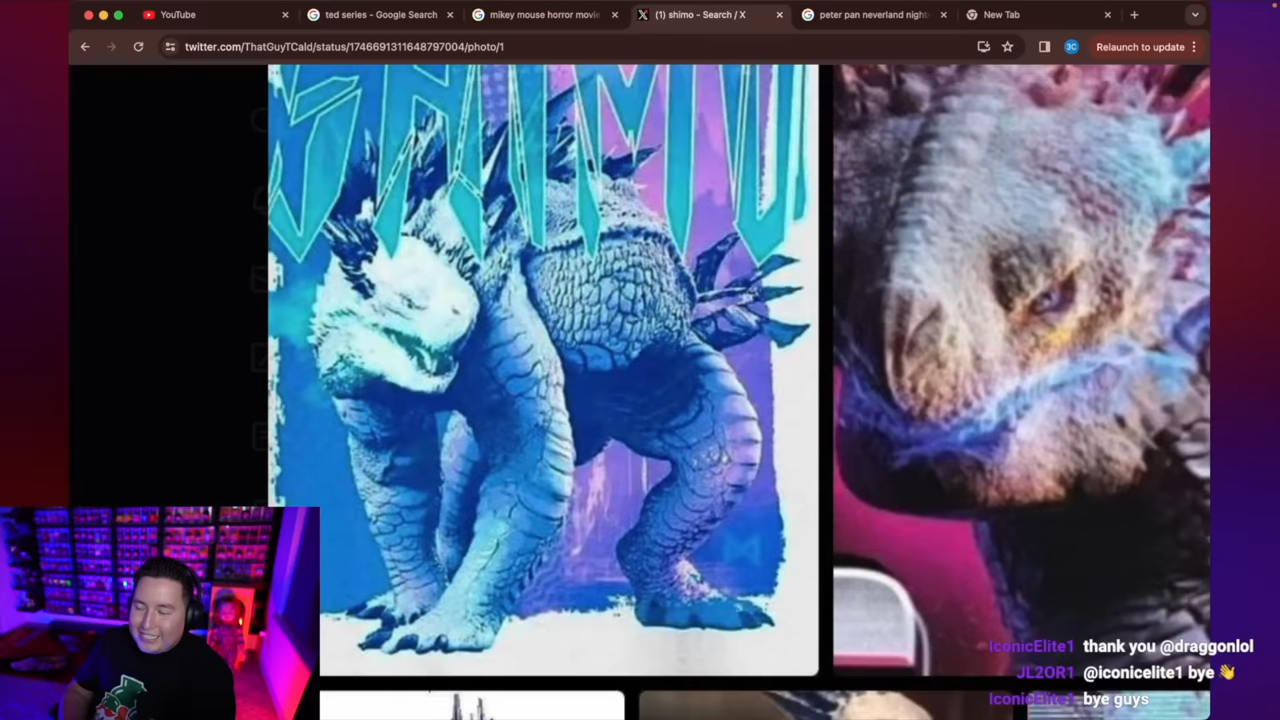 YouTube
ted series - Google Search
mikey mouse horror movie
(1) shimo - Search / X
peter pan neverland night
New Tab
twitter.com/ThatGuyTCald/status/1746691311648797004/photo/1
3C
Relaunch to update
SHIMO
IconicElite1 thank you @draggonlol
JL2OR1 @iconicelite1 bye 👋
IconicElite1 bye guys